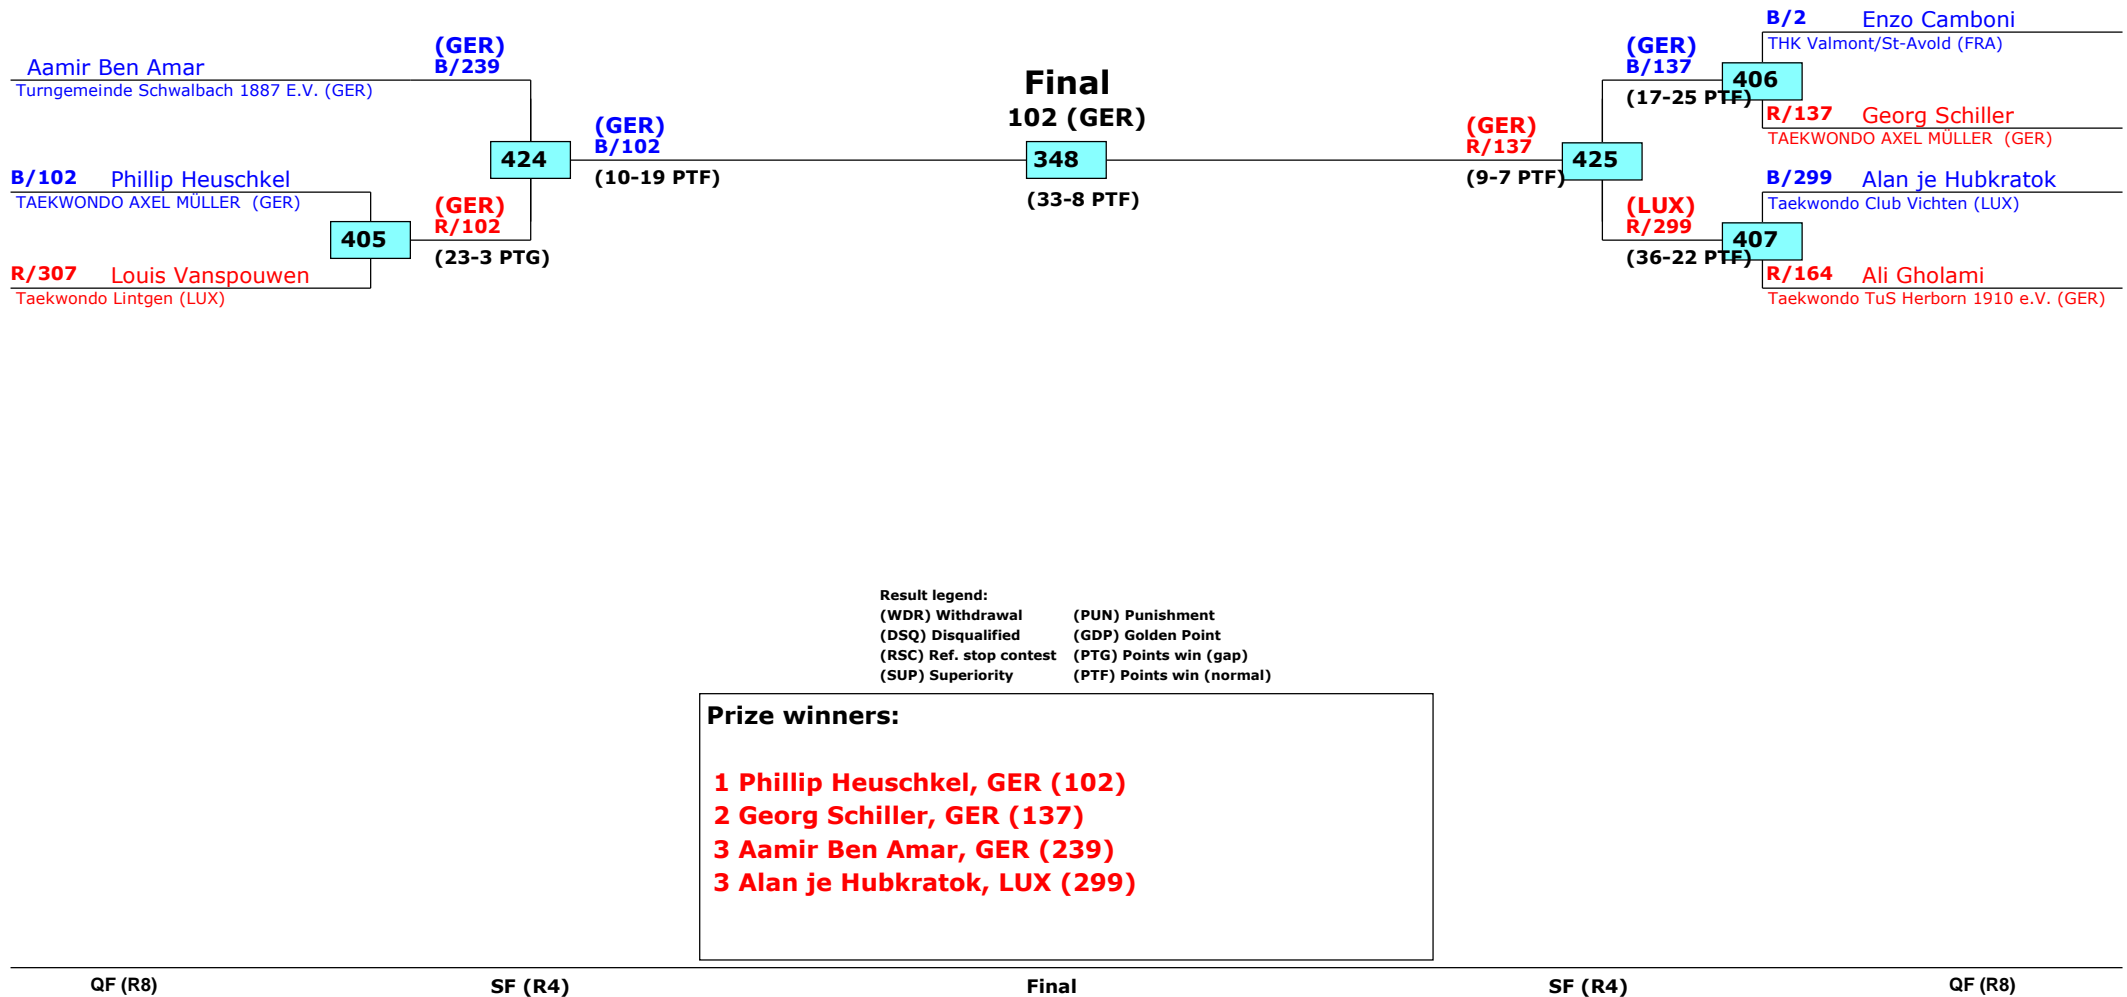 B/2 Enzo Camboni
THK Valmont/St-Avold (FRA)
(GER)
B/239
Aamir Ben Amar
Turngemeinde Schwalbach 1887 E.V. (GER)
Final
102 (GER)
(GER)
B/137
406
(17-25 PTF)
R/137 Georg Schiller
TAEKWONDO AXEL MÜLLER (GER)
(GER)
B/102
424
(10-19 PTF)
348
(33-8 PTF)
(GER)
R/137
425
(9-7 PTF)
B/102 Phillip Heuschkel
TAEKWONDO AXEL MÜLLER (GER)
B/299 Alan je Hubkratok
Taekwondo Club Vichten (LUX)
(GER)
R/102
405
(23-3 PTG)
(LUX)
R/299
407
(36-22 PTF)
R/307 Louis Vanspouwen
Taekwondo Lintgen (LUX)
R/164 Ali Gholami
Taekwondo TuS Herborn 1910 e.V. (GER)
Result legend:
(WDR) Withdrawal (PUN) Punishment
(DSQ) Disqualified (GDP) Golden Point
(RSC) Ref. stop contest (PTG) Points win (gap)
(SUP) Superiority (PTF) Points win (normal)
Prize winners:
1 Phillip Heuschkel, GER (102)
2 Georg Schiller, GER (137)
3 Aamir Ben Amar, GER (239)
3 Alan je Hubkratok, LUX (299)
QF (R8) SF (R4) Final SF (R4) QF (R8)